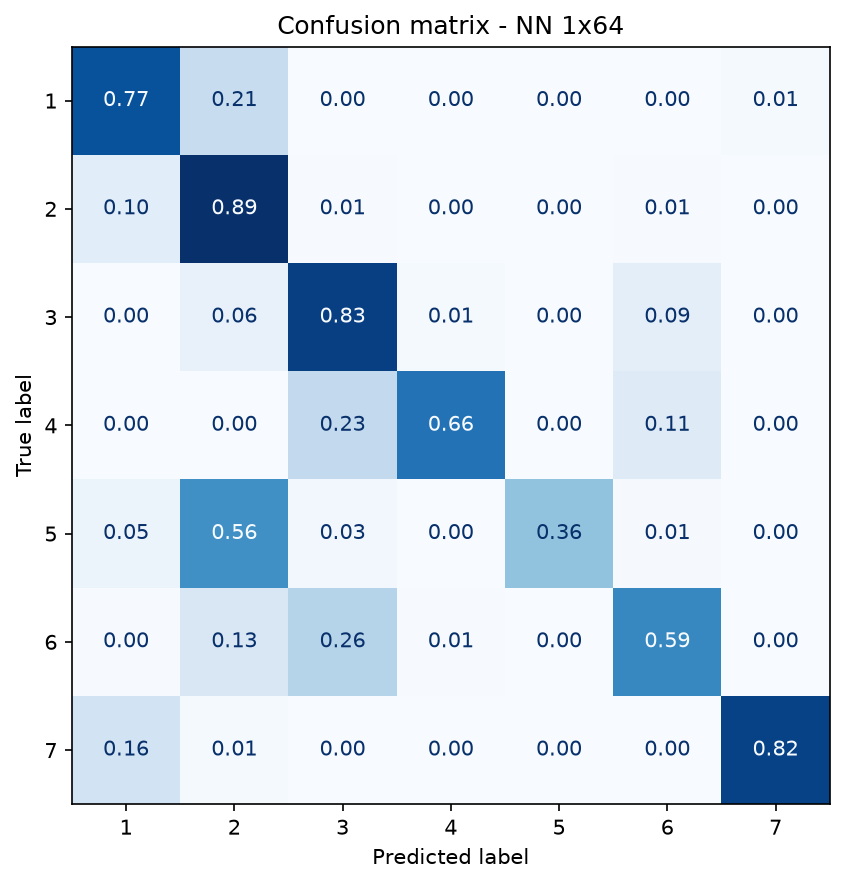 Confusion matrix - NN 1x64
1 0.77 0.21 0.00 0.00 0.00 0.00 0.01
2 0.10 0.89 0.01 0.00 0.00 0.01 0.00
3 0.00 0.06 0.83 0.01 0.00 0.09 0.00
4 0.00 0.00 0.23 0.66 0.00 0.11 0.00
5 0.05 0.56 0.03 0.00 0.36 0.01 0.00
6 0.00 0.13 0.26 0.01 0.00 0.59 0.00
7 0.16 0.01 0.00 0.00 0.00 0.00 0.82
True label
1 2 3 4 5 6 7
Predicted label